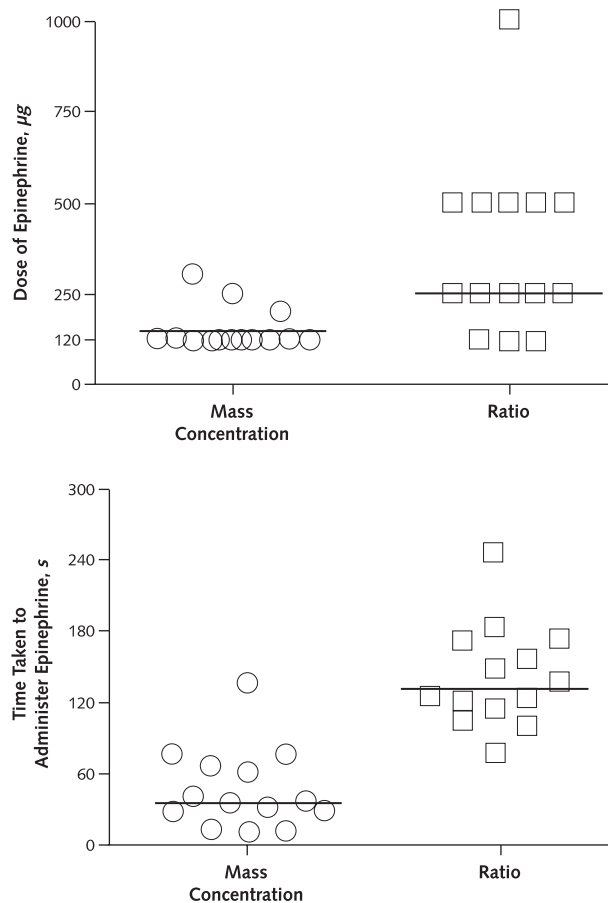 1000
750
500
250
120
0
Dose of Epinephrine, µg
Mass
Concentration
Ratio
300
240
180
120
60
0
Time Taken to
Administer Epinephrine, s
Mass
Concentration
Ratio